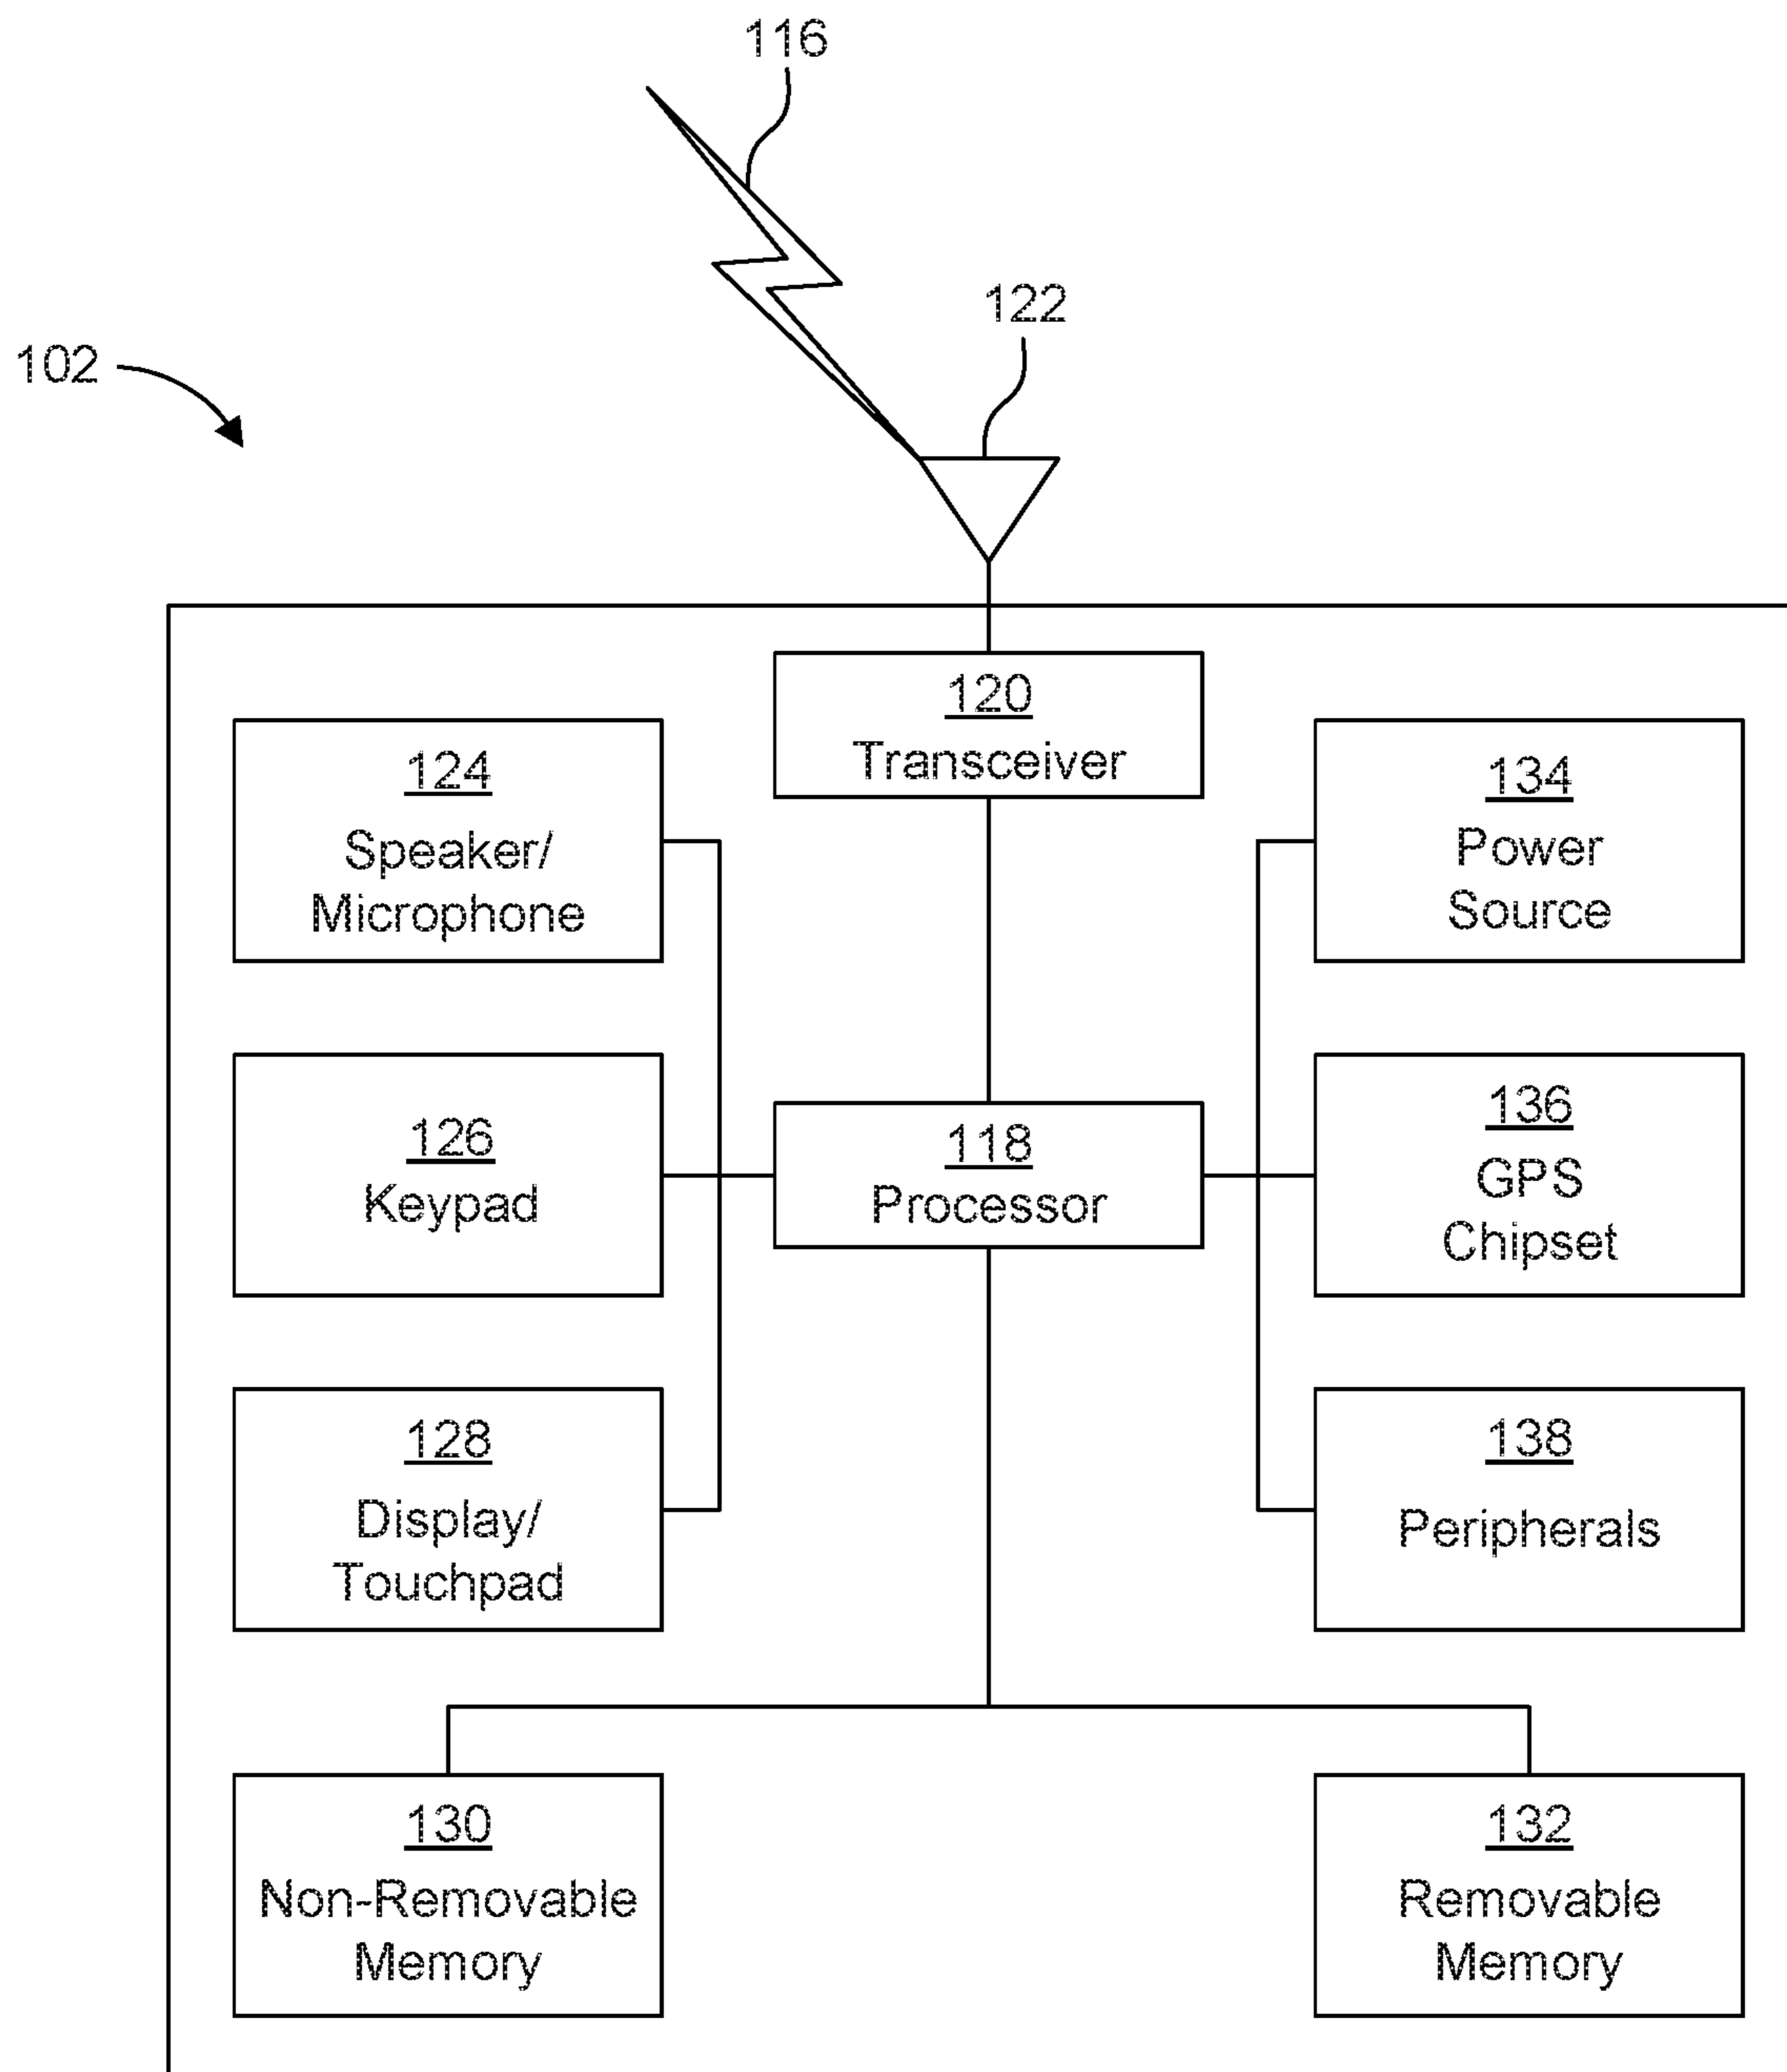 116
122
102
120
Transceiver
124
Speaker/
Microphone
134
Power
Source
126
Keypad
118
Processor
136
GPS
Chipset
128
Display/
Touchpad
138
Peripherals
130
Non-Removable
Memory
132
Removable
Memory